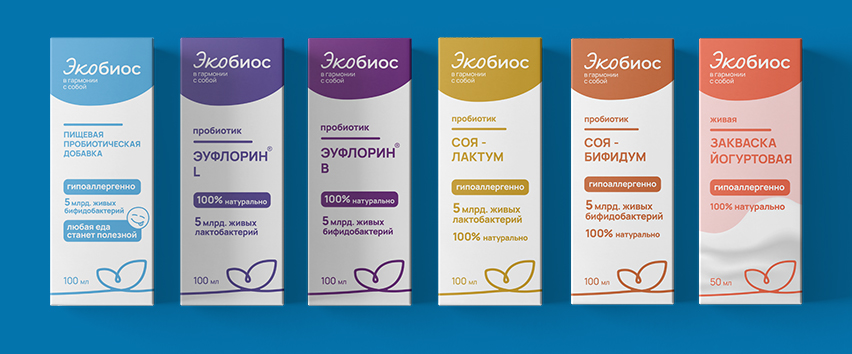 Экобиос
в гармонии
с собой
ПИЩЕВАЯ
ПРОБИОТИЧЕСКАЯ
ДОБАВКА
гипоаллергенно
5 млрд. живых
бифидобактерий
любая еда
станет полезной
100 мл
Экобиос
в гармонии
с собой
пробиотик
ЭУФЛОРИН®
L
100% натурально
5 млрд. живых
лактобактерий
100 мл
Экобиос
в гармонии
с собой
пробиотик
ЭУФЛОРИН®
B
100% натурально
5 млрд. живых
бифидобактерий
100 мл
Экобиос
в гармонии
с собой
пробиотик
СОЯ -
ЛАКТУМ
гипоаллергенно
5 млрд. живых
лактобактерий
100% натурально
100 мл
Экобиос
в гармонии
с собой
пробиотик
СОЯ -
БИФИДУМ
гипоаллергенно
5 млрд. живых
бифидобактерий
100% натурально
100 мл
Экобиос
в гармонии
с собой
живая
ЗАКВАСКА
ЙОГУРТОВАЯ
гипоаллергенно
100% натурально
50 мл